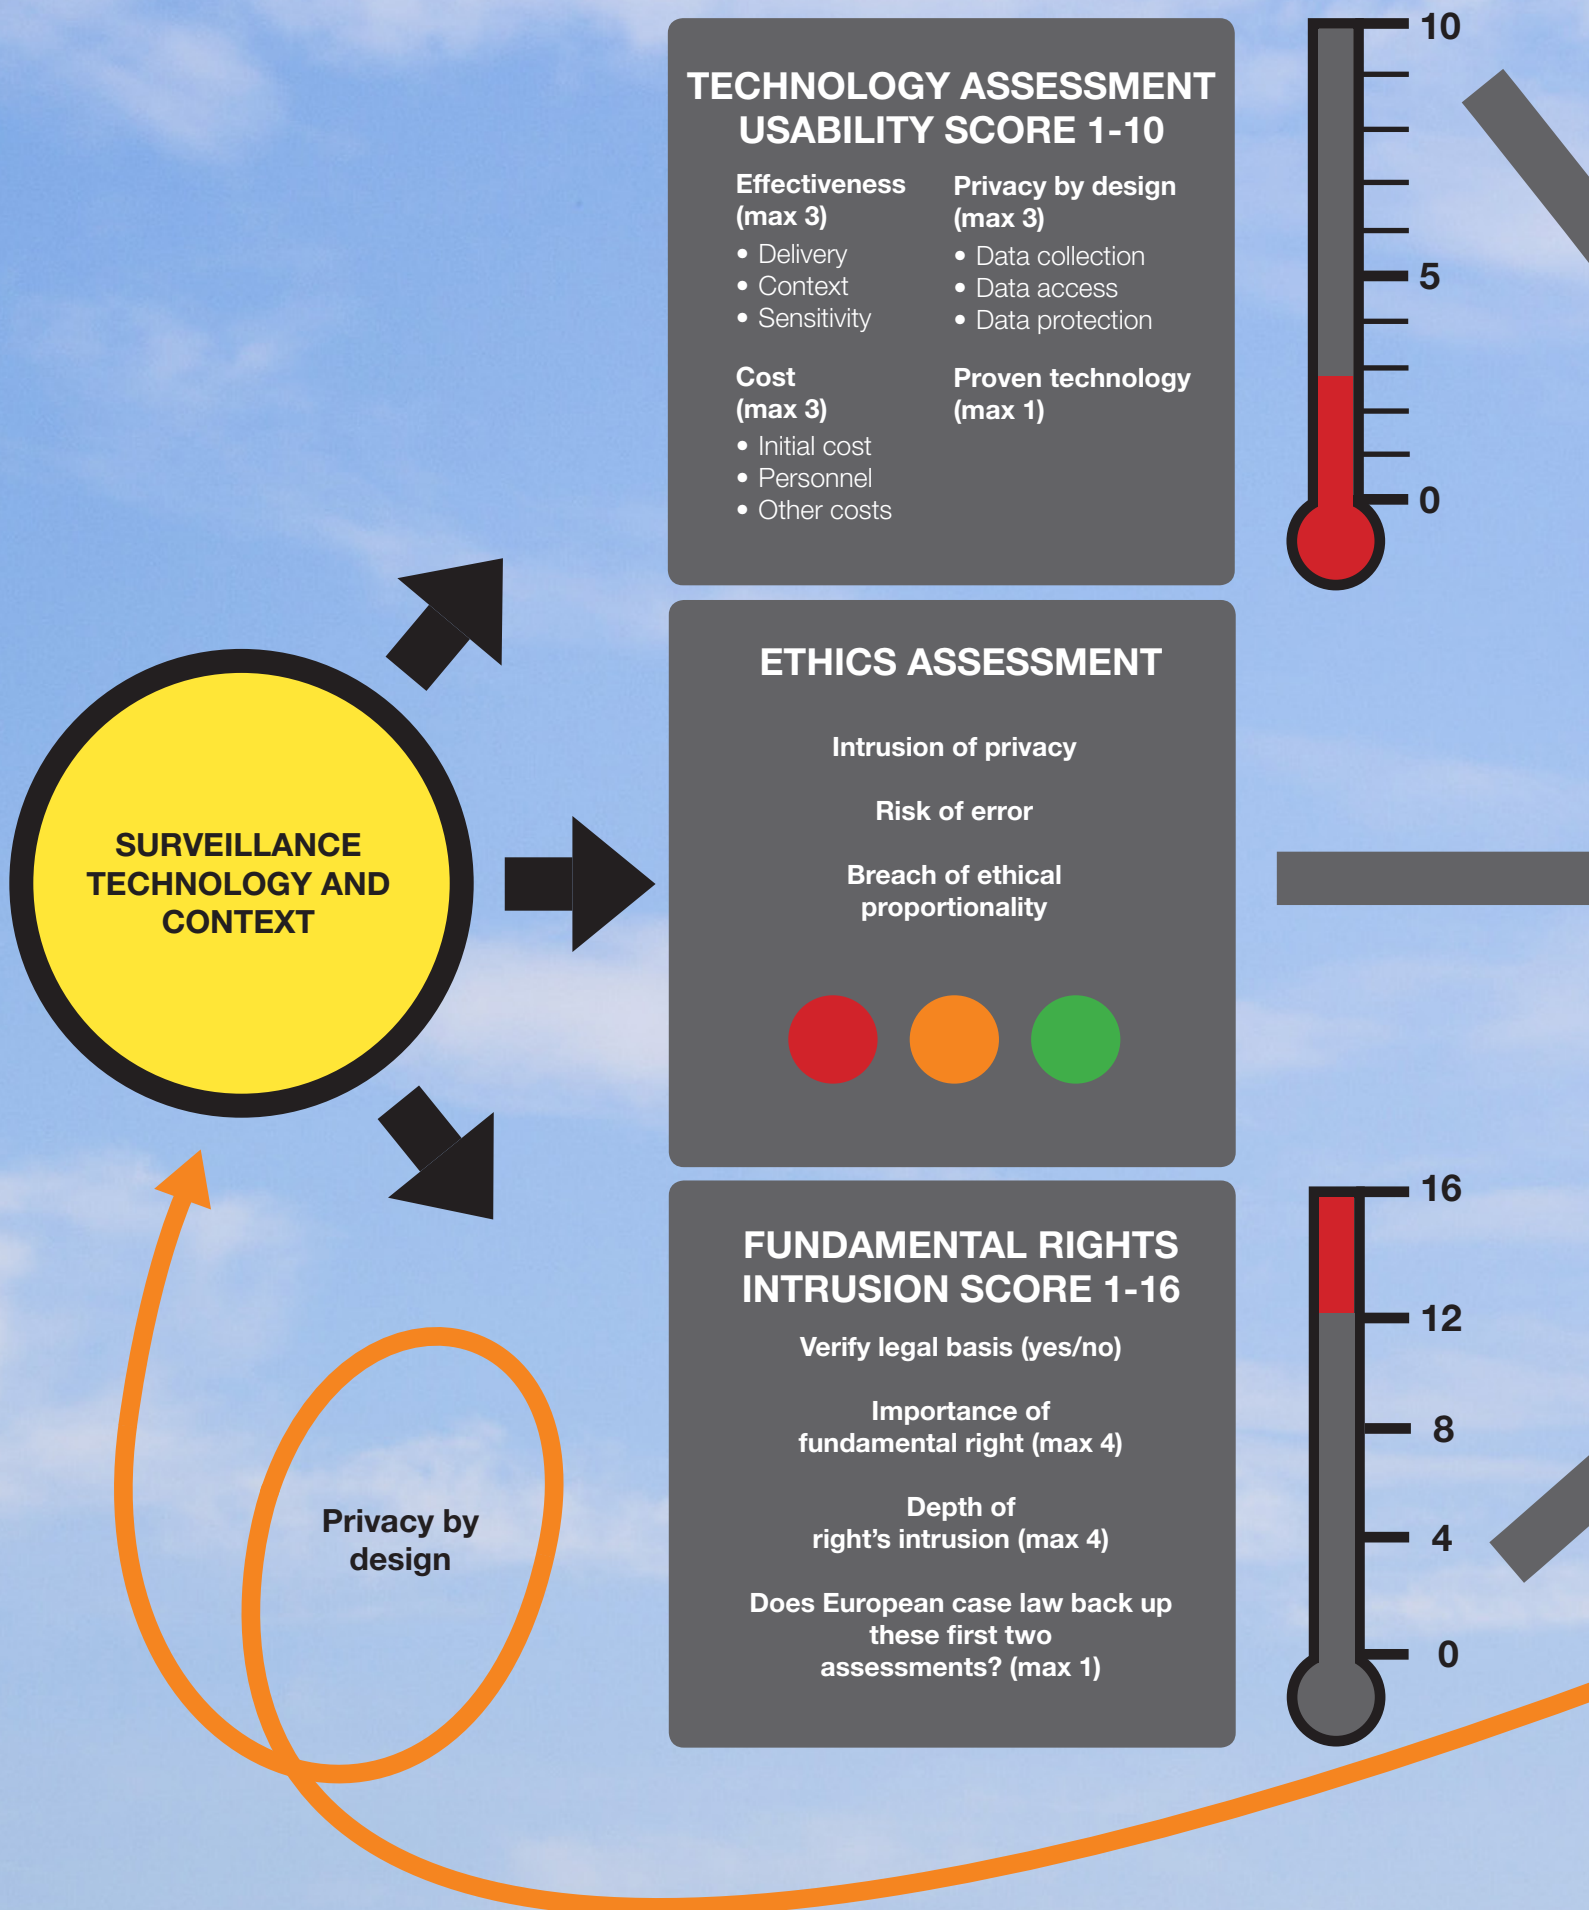 TECHNOLOGY ASSESSMENT
USABILITY SCORE 1-10
Effectiveness
(max 3)
• Delivery
• Context
• Sensitivity
Privacy by design
(max 3)
• Data collection
• Data access
• Data protection
Cost
(max 3)
• Initial cost
• Personnel
• Other costs
Proven technology
(max 1)
10
5
0
SURVEILLANCE
TECHNOLOGY AND
CONTEXT
ETHICS ASSESSMENT
Intrusion of privacy
Risk of error
Breach of ethical
proportionality
FUNDAMENTAL RIGHTS
INTRUSION SCORE 1-16
Verify legal basis (yes/no)
Importance of
fundamental right (max 4)
Depth of
right's intrusion (max 4)
Does European case law back up
these first two
assessments? (max 1)
16
12
8
4
0
Privacy by
design